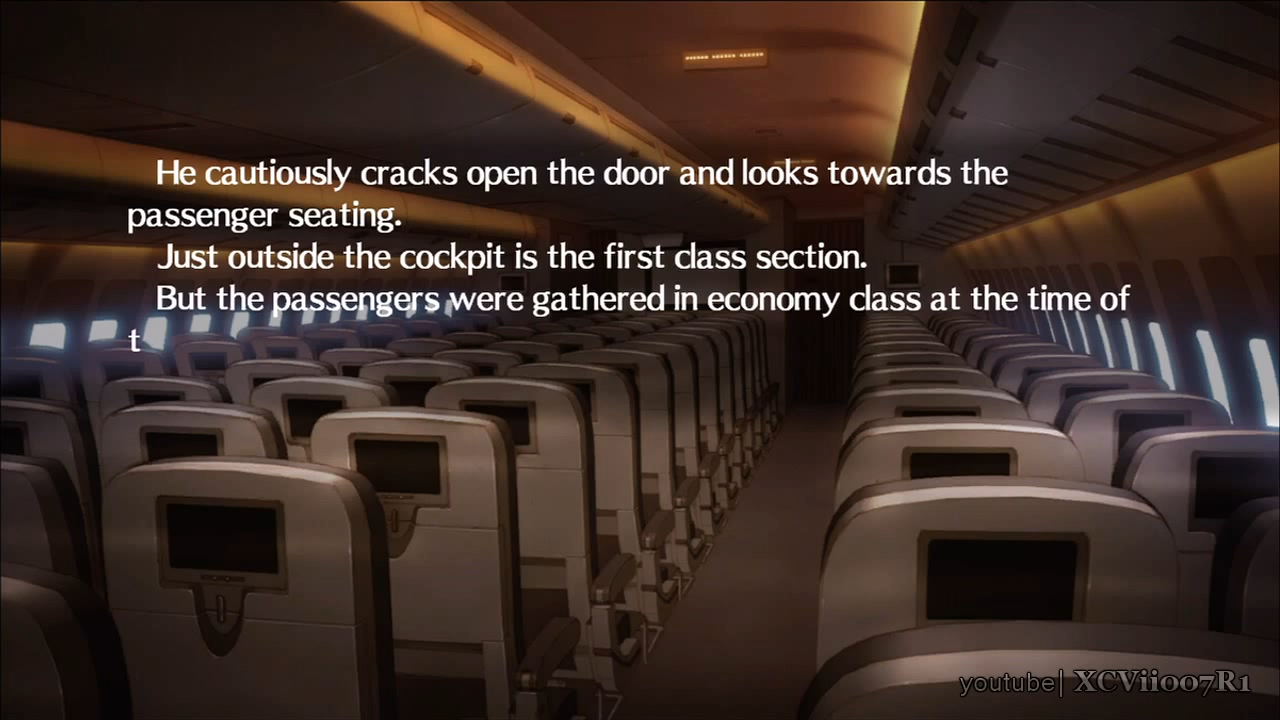 He cautiously cracks open the door and looks towards the
passenger seating.
Just outside the cockpit is the first class section.
But the passengers were gathered in economy class at the time of
t
youtube| XCVii007R1